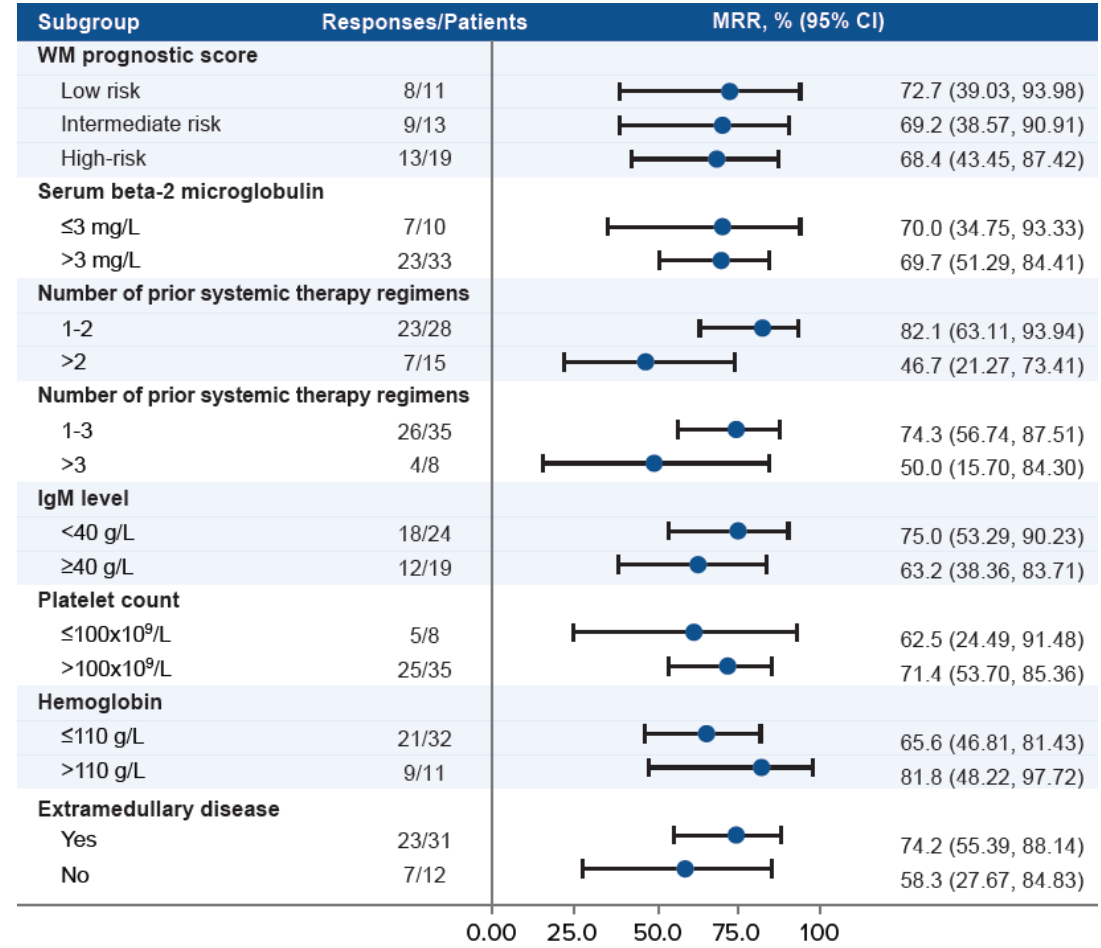 Subgroup Responses/Patients MRR, % (95% CI)
WM prognostic score
Low risk 8/11 72.7 (39.03, 93.98)
Intermediate risk 9/13 69.2 (38.57, 90.91)
High-risk 13/19 68.4 (43.45, 87.42)
Serum beta-2 microglobulin
≤3 mg/L 7/10 70.0 (34.75, 93.33)
>3 mg/L 23/33 69.7 (51.29, 84.41)
Number of prior systemic therapy regimens
1-2 23/28 82.1 (63.11, 93.94)
>2 7/15 46.7 (21.27, 73.41)
Number of prior systemic therapy regimens
1-3 26/35 74.3 (56.74, 87.51)
>3 4/8 50.0 (15.70, 84.30)
IgM level
<40 g/L 18/24 75.0 (53.29, 90.23)
≥40 g/L 12/19 63.2 (38.36, 83.71)
Platelet count
≤100x10⁹/L 5/8 62.5 (24.49, 91.48)
>100x10⁹/L 25/35 71.4 (53.70, 85.36)
Hemoglobin
≤110 g/L 21/32 65.6 (46.81, 81.43)
>110 g/L 9/11 81.8 (48.22, 97.72)
Extramedullary disease
Yes 23/31 74.2 (55.39, 88.14)
No 7/12 58.3 (27.67, 84.83)
0.00 25.0 50.0 75.0 100